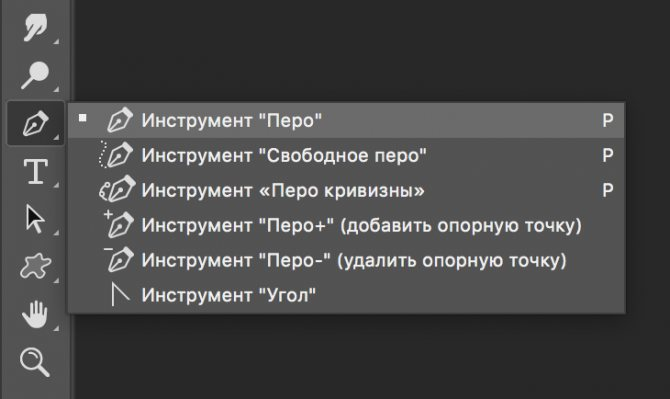 Инструмент "Перо" P
Инструмент "Свободное перо" P
Инструмент «Перо кривизны» P
Инструмент "Перо+" (добавить опорную точку)
Инструмент "Перо-" (удалить опорную точку)
Инструмент "Угол"